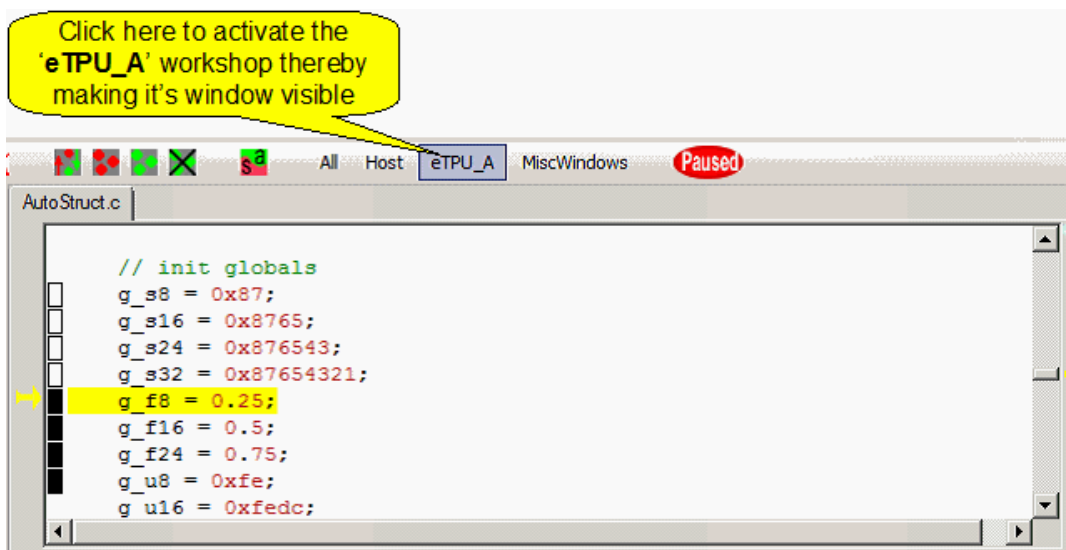 Click here to activate the
‘eTPU_A’ workshop thereby
making it's window visible
s a All Host eTPU_A MiscWindows Paused
AutoStruct.c
// init globals
g_s8 = 0x87;
g_s16 = 0x8765;
g_s24 = 0x876543;
g_s32 = 0x87654321;
g_f8 = 0.25;
g_f16 = 0.5;
g_f24 = 0.75;
g_u8 = 0xfe;
g_u16 = 0xfedc;